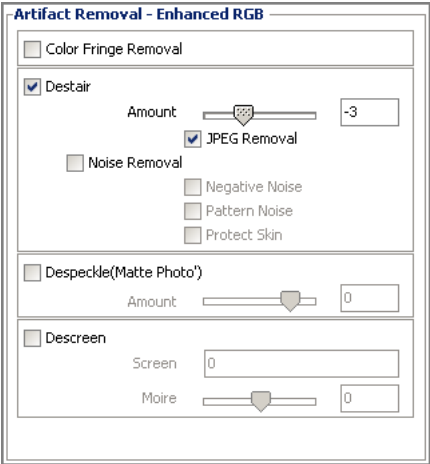 Artifact Removal - Enhanced RGB
Color Fringe Removal
Destair
Amount -3
JPEG Removal
Noise Removal
Negative Noise
Pattern Noise
Protect Skin
Despeckle(Matte Photo')
Amount 0
Descreen
Screen 0
Moire 0